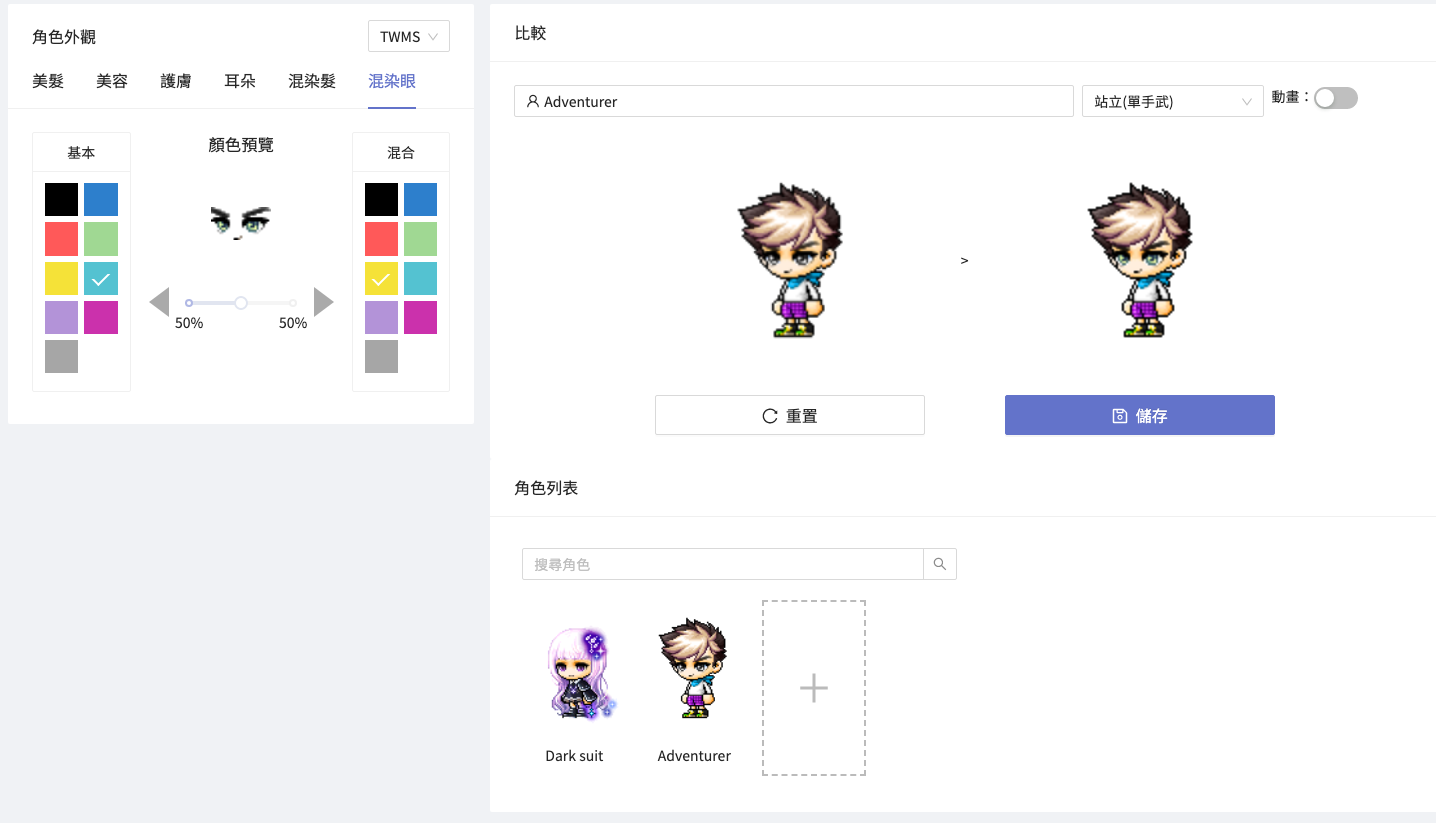 角色外觀
TWMS
美髮 美容 護膚 耳朵 混染髮 混染眼
基本
顏色預覽
混合
50% 50%
比較
Adventurer
站立(單手武)
動畫：
>
重置
儲存
角色列表
搜尋角色
Dark suit
Adventurer